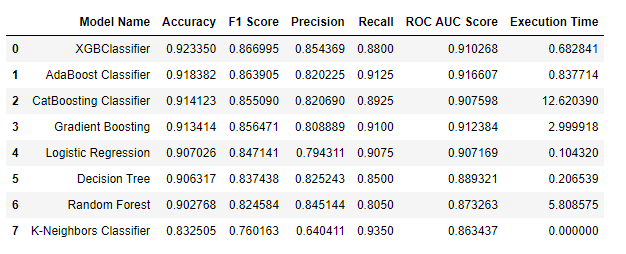 Model Name Accuracy F1 Score Precision Recall ROC AUC Score Execution Time
0 XGBClassifier 0.923350 0.866995 0.854369 0.8800 0.910268 0.682841
1 AdaBoost Classifier 0.918382 0.863905 0.820225 0.9125 0.916607 0.837714
2 CatBoosting Classifier 0.914123 0.855090 0.820690 0.8925 0.907598 12.620390
3 Gradient Boosting 0.913414 0.856471 0.808889 0.9100 0.912384 2.999918
4 Logistic Regression 0.907026 0.847141 0.794311 0.9075 0.907169 0.104320
5 Decision Tree 0.906317 0.837438 0.825243 0.8500 0.889321 0.206539
6 Random Forest 0.902768 0.824584 0.845144 0.8050 0.873263 5.808575
7 K-Neighbors Classifier 0.832505 0.760163 0.640411 0.9350 0.863437 0.000000